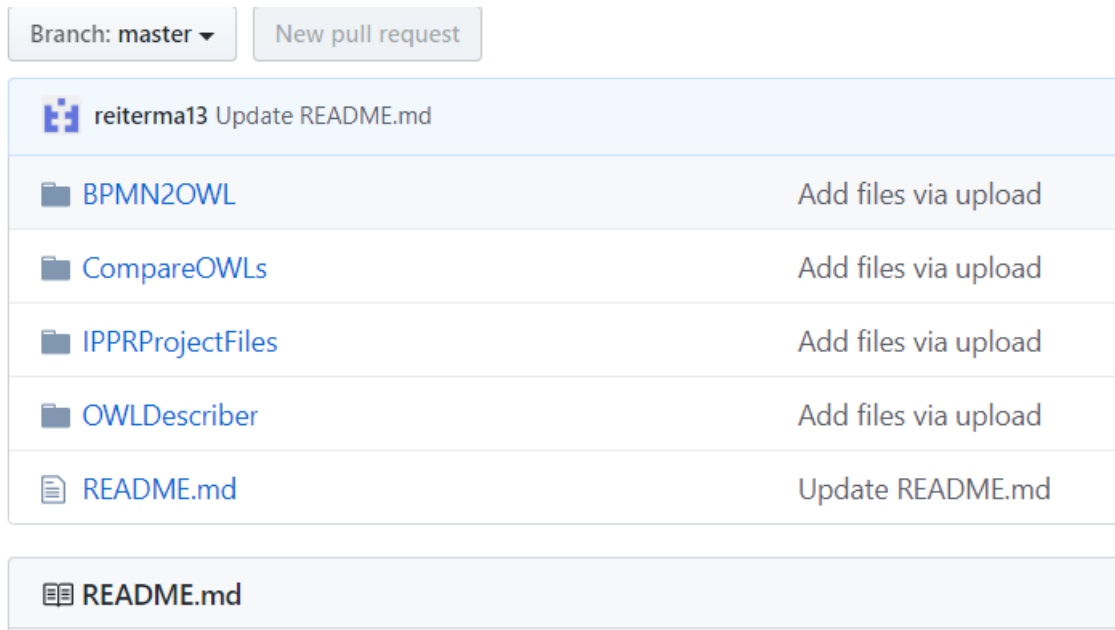 Branch: master New pull request
reiterma13 Update README.md
BPMN2OWL Add files via upload
CompareOWLs Add files via upload
IPPRProjectFiles Add files via upload
OWLDescriber Add files via upload
README.md Update README.md
README.md